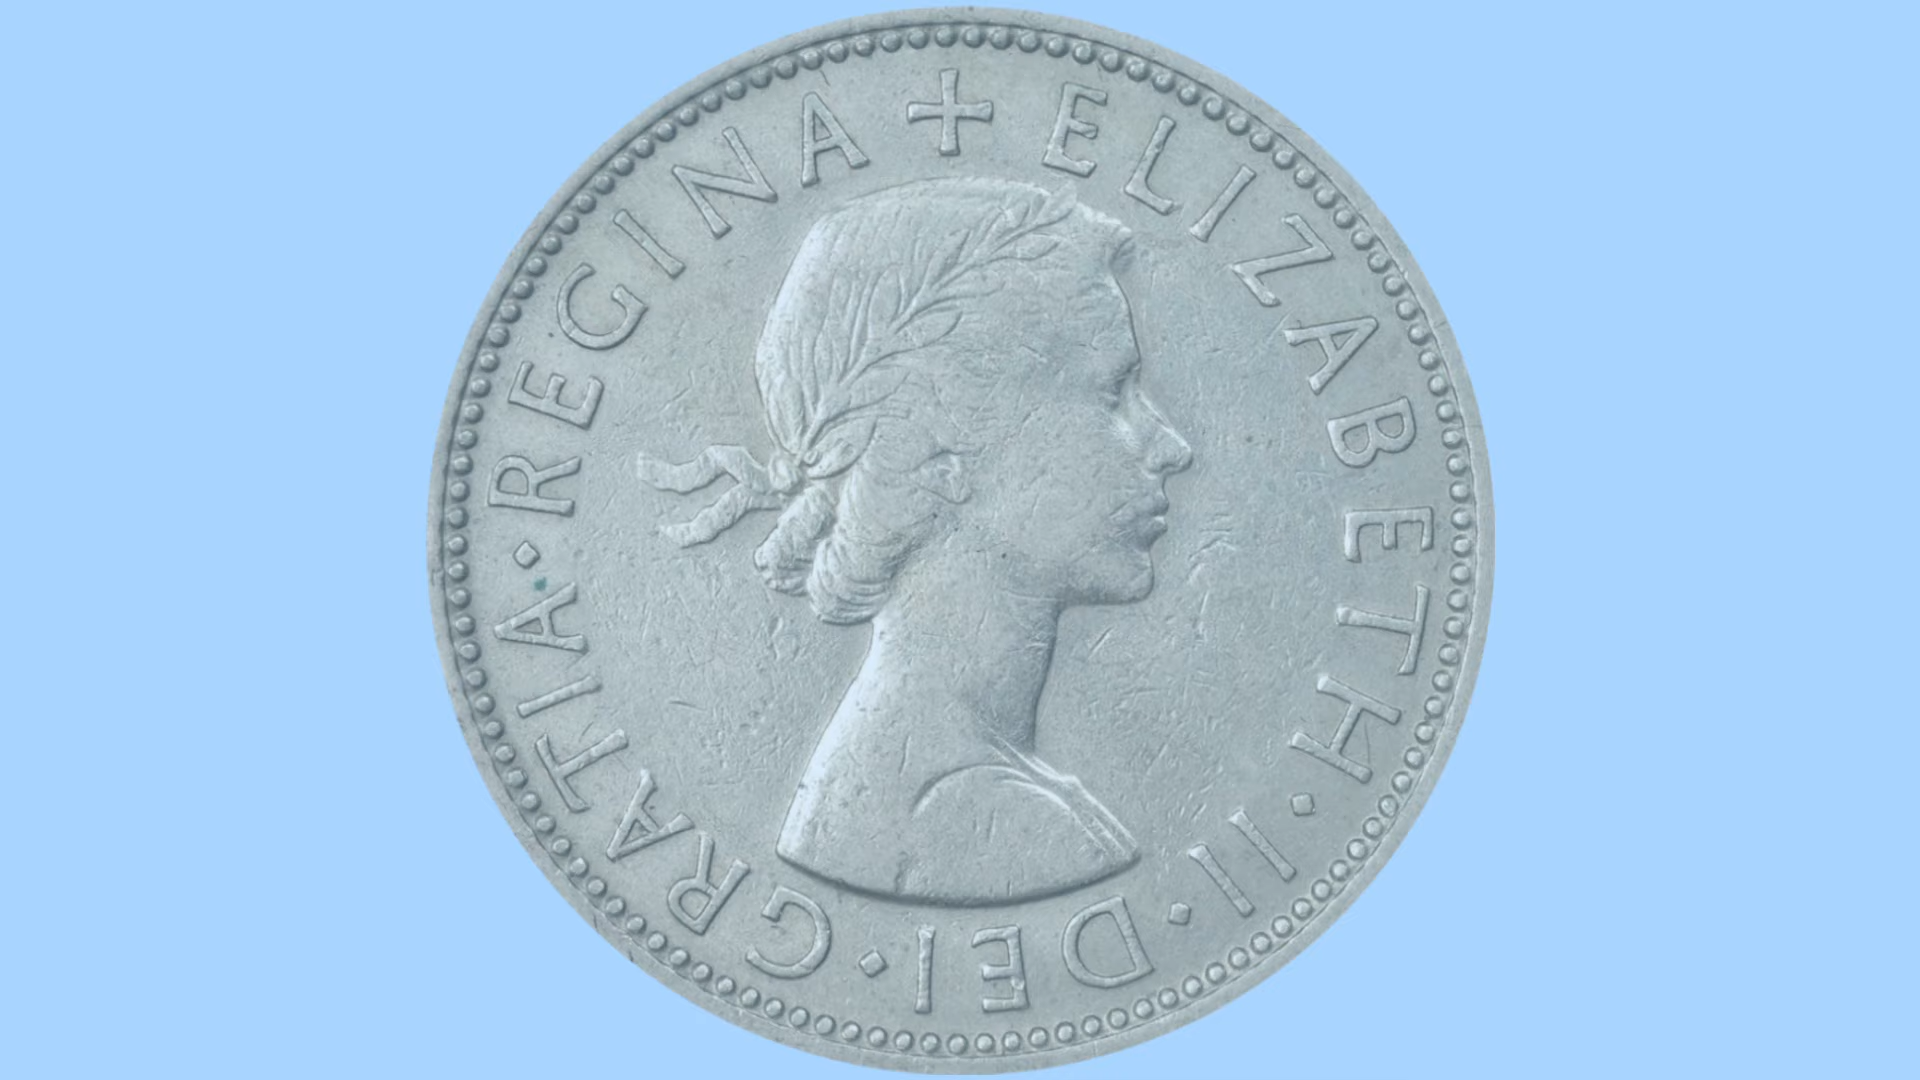 + ELIZABETH · II · DEI · GRATIA · REGINA